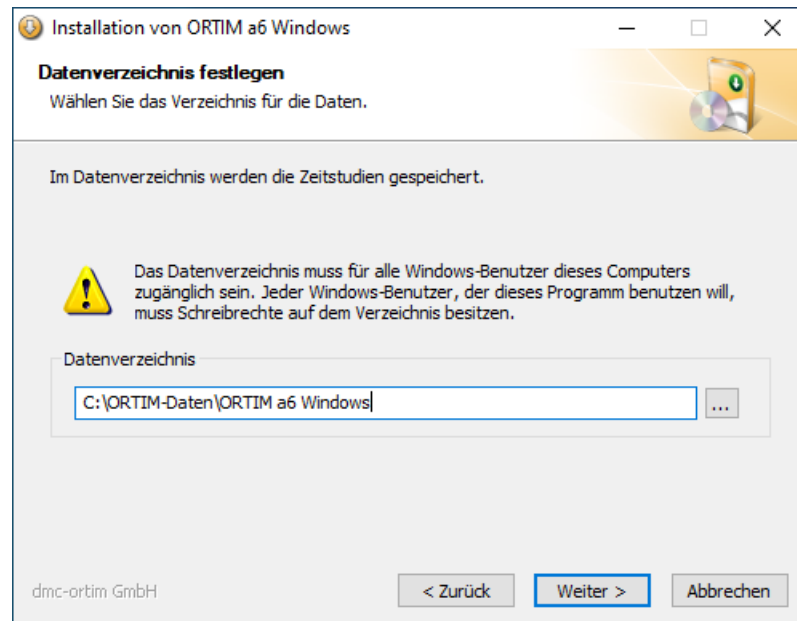 Installation von ORTIM a6 Windows
Datenverzeichnis festlegen
Wählen Sie das Verzeichnis für die Daten.
Im Datenverzeichnis werden die Zeitstudien gespeichert.
Das Datenverzeichnis muss für alle Windows-Benutzer dieses Computers
zugänglich sein. Jeder Windows-Benutzer, der dieses Programm benutzen will,
muss Schreibrechte auf dem Verzeichnis besitzen.
Datenverzeichnis
C:\ORTIM-Daten\ORTIM a6 Windows
...
dmc-ortim GmbH
< Zurück
Weiter >
Abbrechen